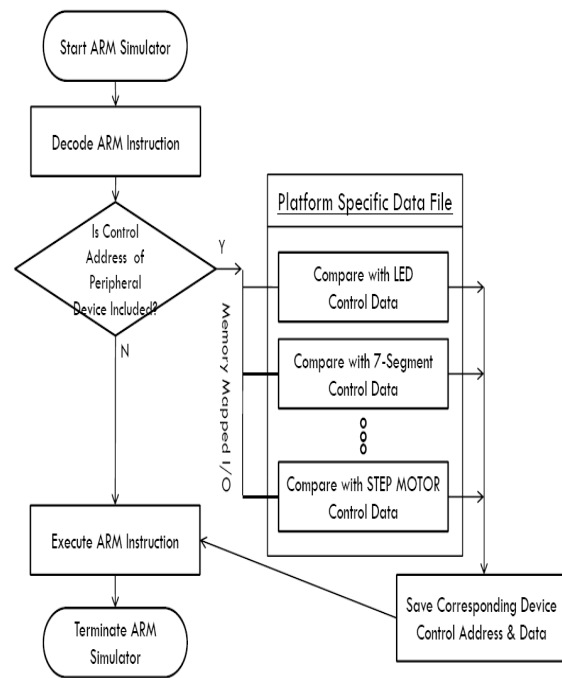 Start ARM Simulator
Decode ARM Instruction
Is Control
Address of
Peripheral
Device Included?
Y
N
Memory Mapped I/O
Platform Specific Data File
Compare with LED
Control Data
Compare with 7-Segment
Control Data
Compare with STEP MOTOR
Control Data
Save Corresponding Device
Control Address & Data
Execute ARM Instruction
Terminate ARM
Simulator